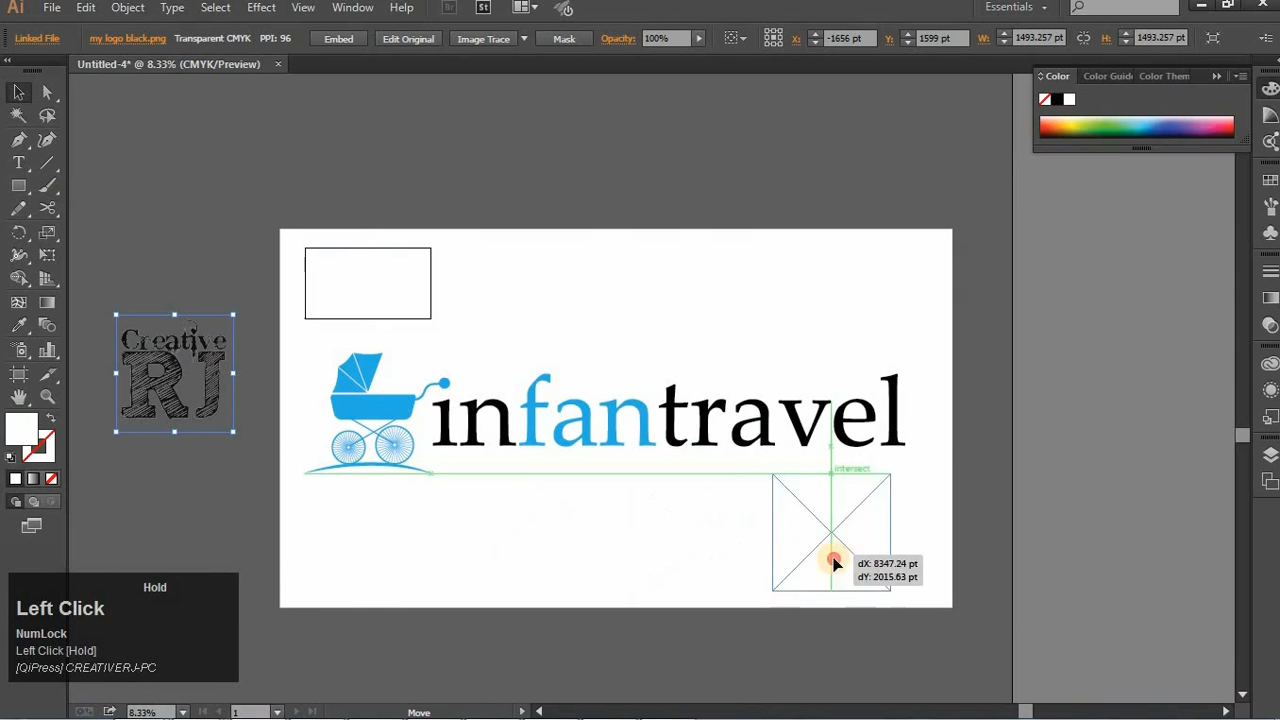 Ai File Edit Object Type Select Effect View Window Help Br St Essentials
Linked File my logo black.png Transparent CMYK PPI: 96 Embed Edit Original Image Trace Mask Opacity: 100% X: -1656 pt Y: 1599 pt W: 1493.257 pt H: 1493.257 pt
Untitled-4* @ 8.33% (CMYK/Preview) ×
Color Color Guide Color Them
Creative
RJ
infantravel
intersect
dX: 8347.24 pt
dY: 2015.63 pt
Hold
Left Click
NumLock
Left Click [Hold]
[QiPress] CREATIVERJ-PC
8.33% 1 Move